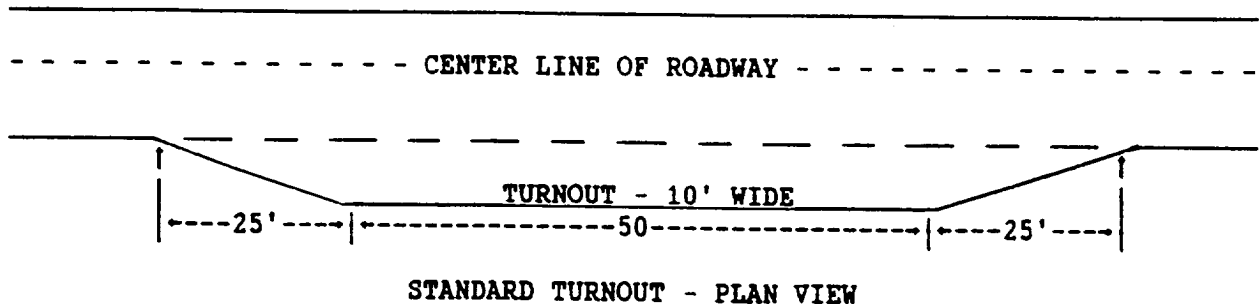 - - - - - - - - - - - - - CENTER LINE OF ROADWAY - - - - - - - - - - - - - -
TURNOUT - 10' WIDE
25' 50 25'
STANDARD TURNOUT - PLAN VIEW